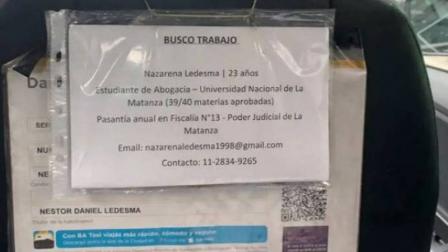 BUSCO TRABAJO
Nazarena Ledesma | 23 años
Estudiante de Abogacía – Universidad Nacional de La
Matanza (39/40 materias aprobadas)
Pasantía anual en Fiscalía N°13 - Poder Judicial de La
Matanza
Email: nazarenaledesma1998@gmail.com
Contacto: 11-2834-9265
NESTOR DANIEL LEDESMA
Con BA Taxi viajás más rápido, cómodo y seguro.